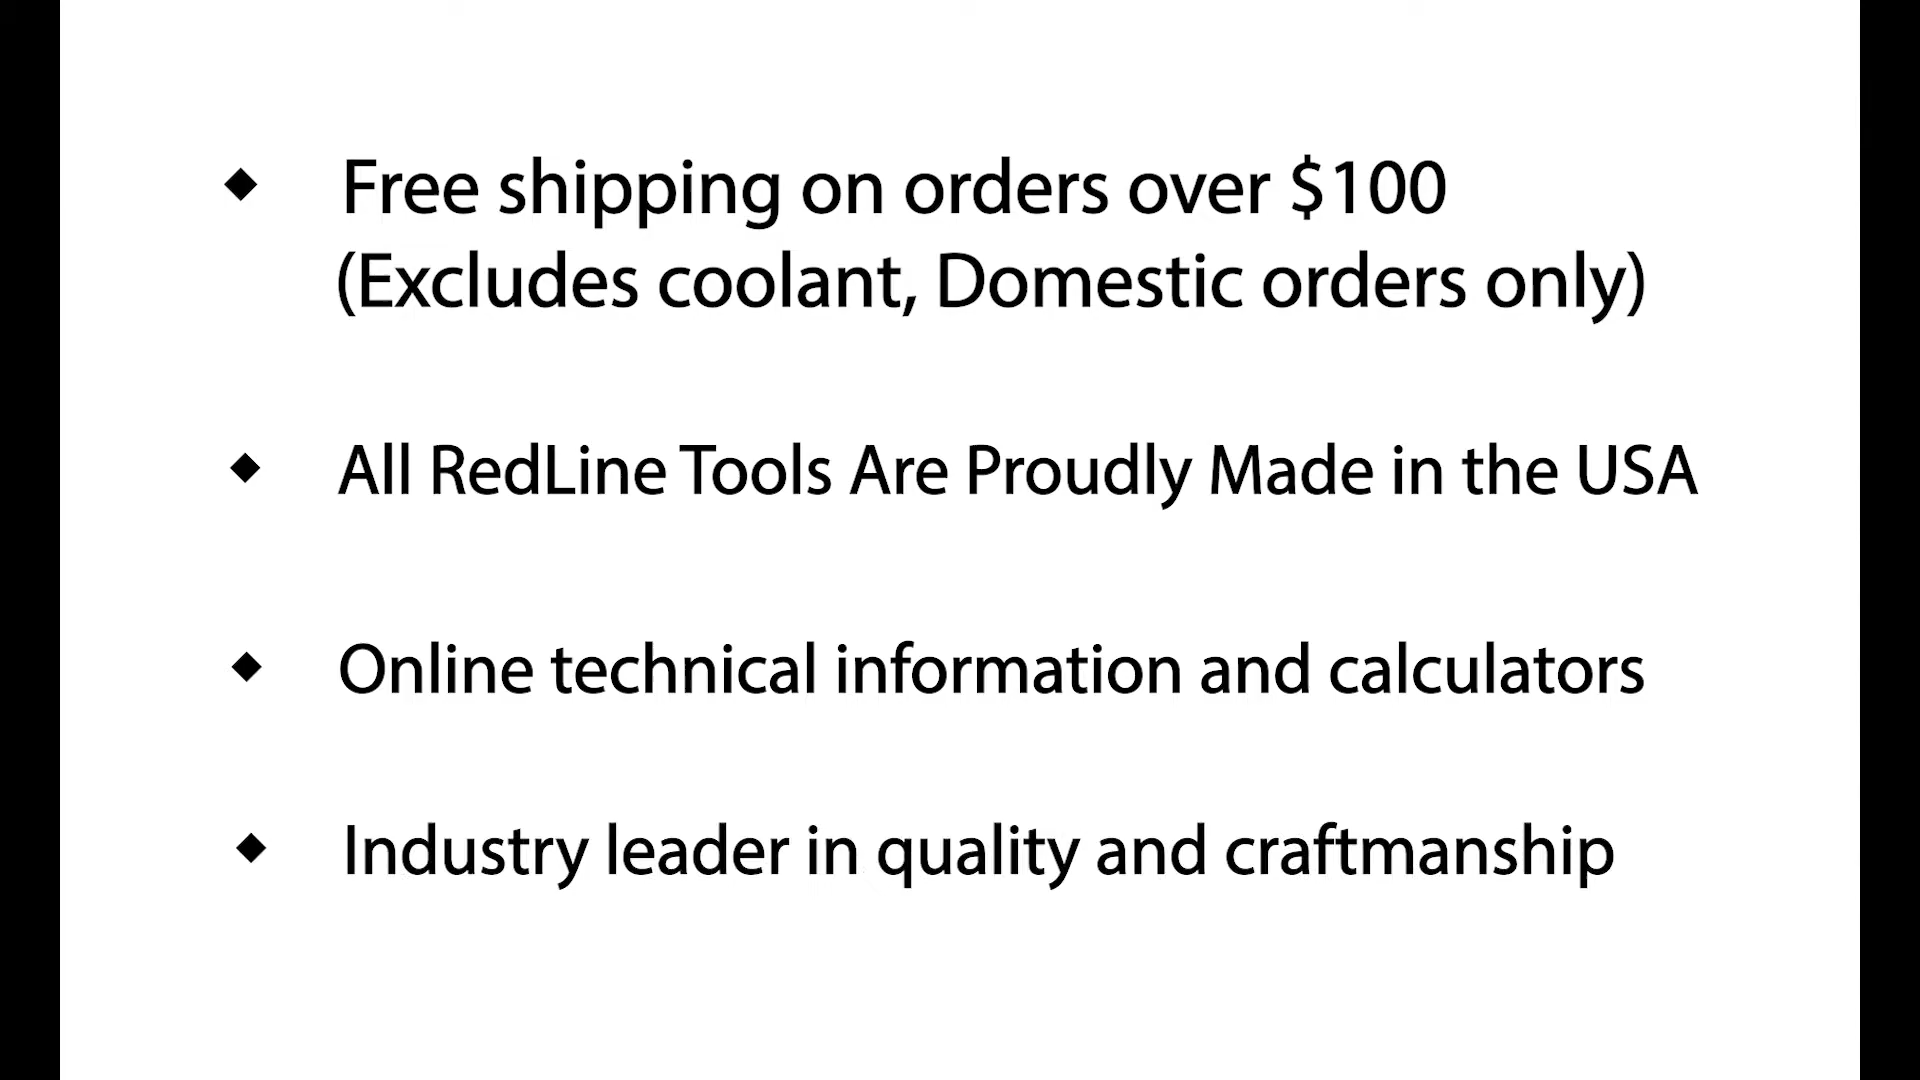 ◆ Free shipping on orders over $100
(Excludes coolant, Domestic orders only)
◆ All RedLine Tools Are Proudly Made in the USA
◆ Online technical information and calculators
◆ Industry leader in quality and craftmanship